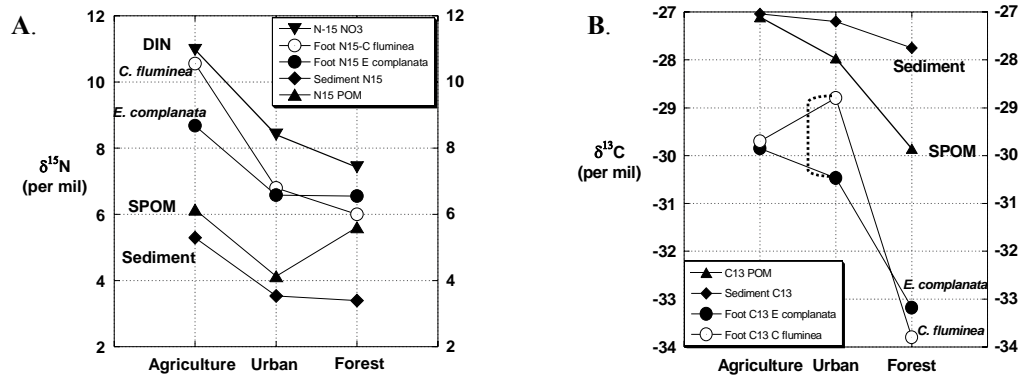 A.
12
10
8
6
4
2
δ¹⁵N
(per mil)
DIN
C. fluminea
E. complanata
SPOM
Sediment
N-15 NO3
Foot N15-C fluminea
Foot N15 E complanata
Sediment N15
N15 POM
12
10
8
6
4
2
Agriculture Urban Forest
B.
-27
-28
-29
-30
-31
-32
-33
-34
δ¹³C
(per mil)
Sediment
SPOM
E. complanata
C. fluminea
C13 POM
Sediment C13
Foot C13 E complanata
Foot C13 C fluminea
-27
-28
-29
-30
-31
-32
-33
-34
Agriculture Urban Forest